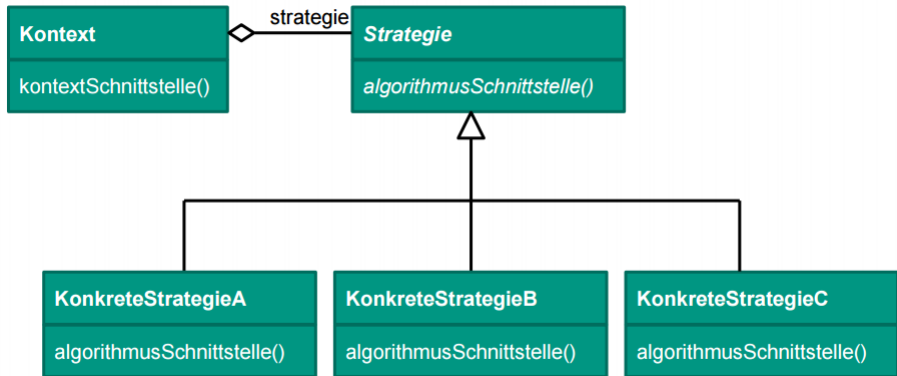 strategie
Kontext
kontextSchnittstelle()
Strategie
algorithmusSchnittstelle()
KonkreteStrategieA
algorithmusSchnittstelle()
KonkreteStrategieB
algorithmusSchnittstelle()
KonkreteStrategieC
algorithmusSchnittstelle()